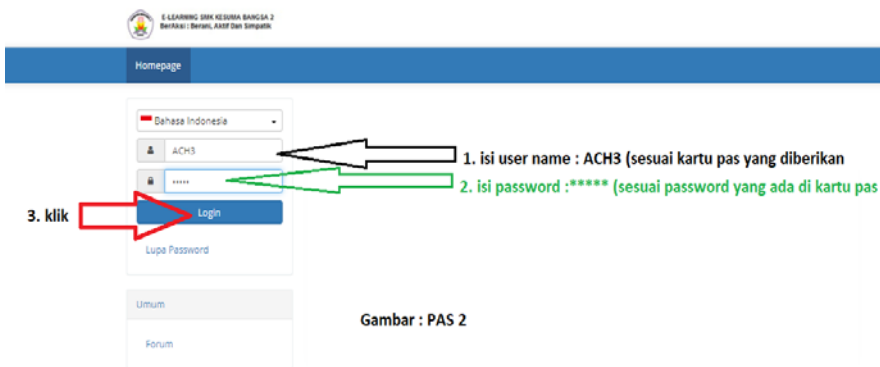 E-LEARNING SMK KESUMA BANGSA 2
BerAksi : Berani, Aktif Dan Simpatik
Homepage
Bahasa Indonesia
ACH3
1. isi user name : ACH3 (sesuai kartu pas yang diberikan
•••••
2. isi password :***** (sesuai password yang ada di kartu pas
3. klik
Login
Lupa Password
Umum
Gambar : PAS 2
Forum